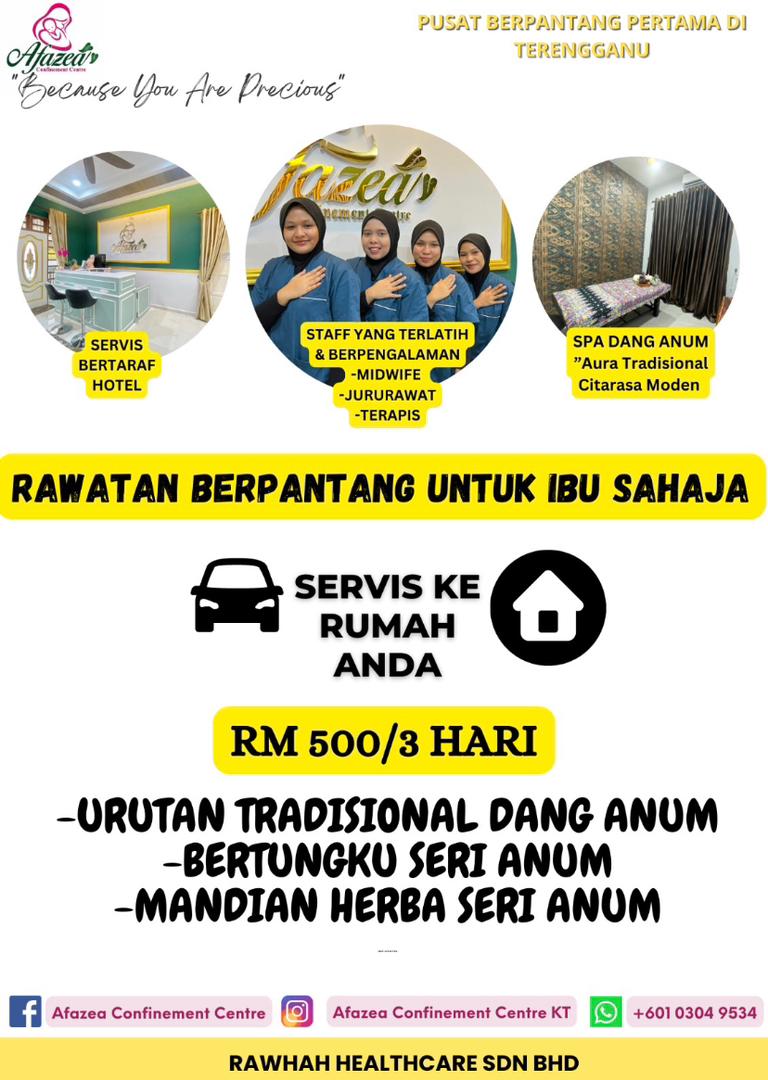 Afazea
Confinement Centre
"Because You Are Precious"
PUSAT BERPANTANG PERTAMA DI
TERENGGANU
Afazea
SERVIS
BERTARAF
HOTEL
STAFF YANG TERLATIH
& BERPENGALAMAN
-MIDWIFE
-JURURAWAT
-TERAPIS
SPA DANG ANUM
"Aura Tradisional
Citarasa Moden
RAWATAN BERPANTANG UNTUK IBU SAHAJA
SERVIS KE
RUMAH
ANDA
RM 500/3 HARI
-URUTAN TRADISIONAL DANG ANUM
-BERTUNGKU SERI ANUM
-MANDIAN HERBA SERI ANUM
Afazea Confinement Centre
Afazea Confinement Centre KT
+601 0304 9534
RAWHAH HEALTHCARE SDN BHD